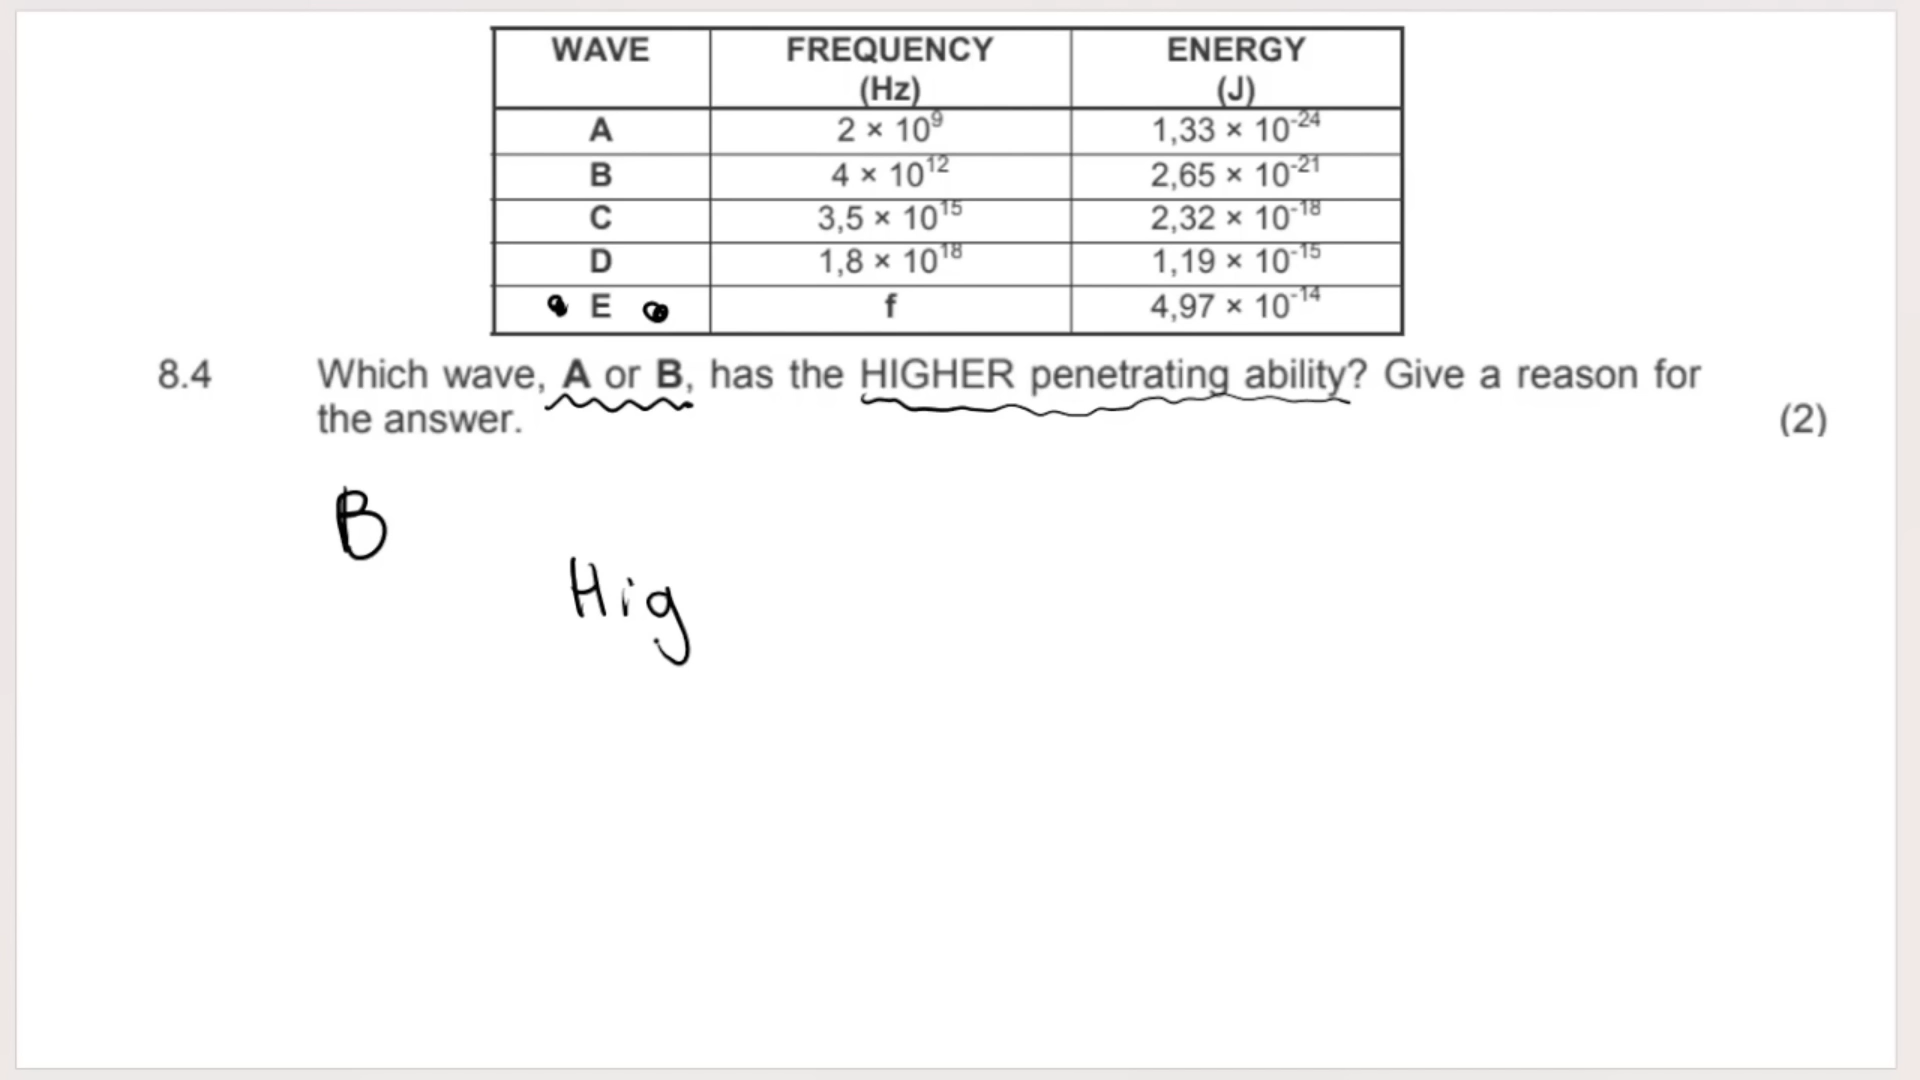 WAVE FREQUENCY (Hz) ENERGY (J)
A 2 × 10⁹ 1,33 × 10⁻²⁴
B 4 × 10¹² 2,65 × 10⁻²¹
C 3,5 × 10¹⁵ 2,32 × 10⁻¹⁸
D 1,8 × 10¹⁸ 1,19 × 10⁻¹⁵
E f 4,97 × 10⁻¹⁴
8.4 Which wave, A or B, has the HIGHER penetrating ability? Give a reason for
the answer. (2)
B
Hig